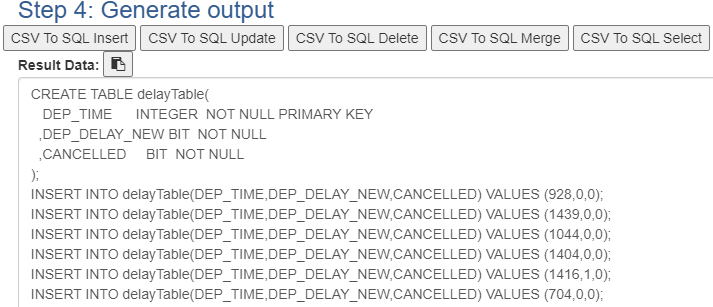 Step 4: Generate output
CSV To SQL Insert CSV To SQL Update CSV To SQL Delete CSV To SQL Merge CSV To SQL Select
Result Data:
CREATE TABLE delayTable(
DEP_TIME INTEGER NOT NULL PRIMARY KEY
,DEP_DELAY_NEW BIT NOT NULL
,CANCELLED BIT NOT NULL
);
INSERT INTO delayTable(DEP_TIME,DEP_DELAY_NEW,CANCELLED) VALUES (928,0,0);
INSERT INTO delayTable(DEP_TIME,DEP_DELAY_NEW,CANCELLED) VALUES (1439,0,0);
INSERT INTO delayTable(DEP_TIME,DEP_DELAY_NEW,CANCELLED) VALUES (1044,0,0);
INSERT INTO delayTable(DEP_TIME,DEP_DELAY_NEW,CANCELLED) VALUES (1404,0,0);
INSERT INTO delayTable(DEP_TIME,DEP_DELAY_NEW,CANCELLED) VALUES (1416,1,0);
INSERT INTO delayTable(DEP_TIME,DEP_DELAY_NEW,CANCELLED) VALUES (704,0,0);